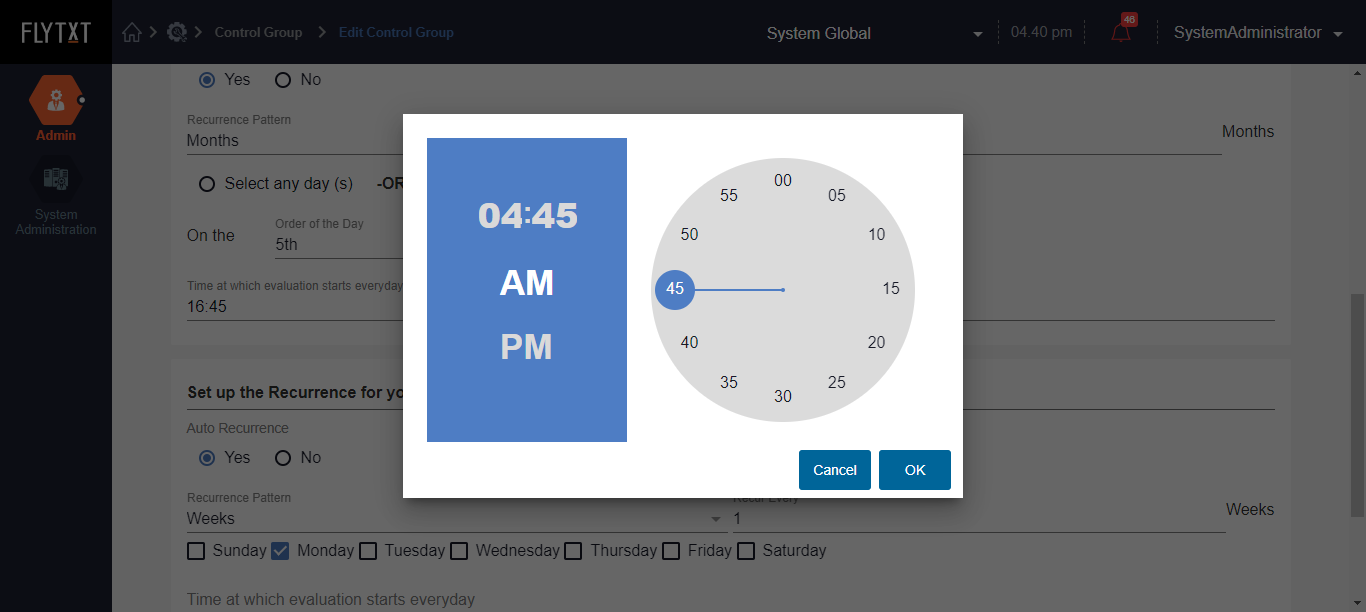 FLYTXT
Control Group
Edit Control Group
System Global
04.40 pm
46
SystemAdministrator
Admin
System
Administration
Yes
No
Recurrence Pattern
Months
Months
Select any day (s)
-OR
On the
Order of the Day
5th
Time at which evaluation starts everyday
16:45
04:45
AM
PM
00
05
10
15
20
25
30
35
40
45
50
55
Cancel
OK
Set up the Recurrence for yo
Auto Recurrence
Yes
No
Recurrence Pattern
Weeks
Recur Every
1
Weeks
Sunday
Monday
Tuesday
Wednesday
Thursday
Friday
Saturday
Time at which evaluation starts everyday